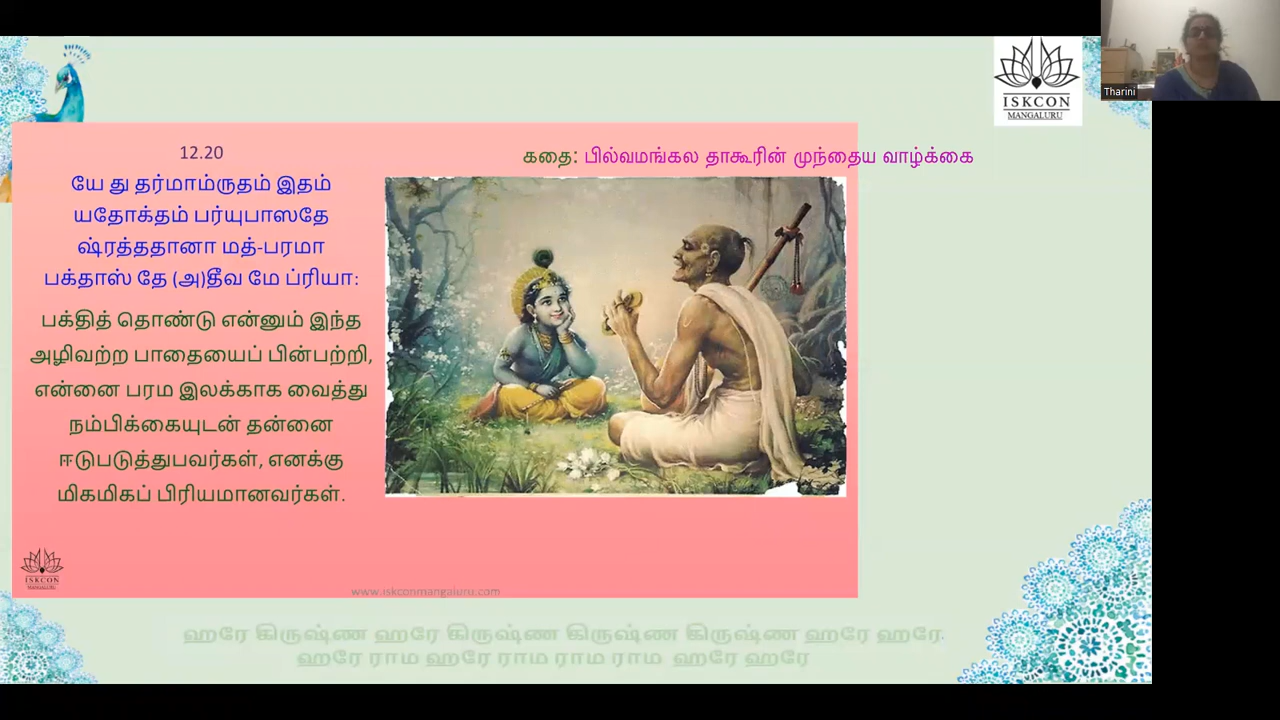 ISKCON
MANGALURU
Tharini
12.20
கதை: பில்வமங்கல தாகூரின் முந்தைய வாழ்க்கை
யே து தர்மாம்ருதம் இதம்
யதோக்தம் பர்யுபாஸதே
ஷ்ரத்ததானா மத்-பரமா
பக்தாஸ் தே (அ)தீவ மே ப்ரியா:
பக்தித் தொண்டு என்னும் இந்த
அழிவற்ற பாதையைப் பின்பற்றி,
என்னை பரம இலக்காக வைத்து
நம்பிக்கையுடன் தன்னை
ஈடுபடுத்துபவர்கள், எனக்கு
மிகமிகப் பிரியமானவர்கள்.
ISKCON
MANGALURU
www.iskconmangaluru.com
ஹரே கிருஷ்ண ஹரே கிருஷ்ண கிருஷ்ண கிருஷ்ண ஹரே ஹரே.
ஹரே ராம ஹரே ராம ராம ராம ஹரே ஹரே